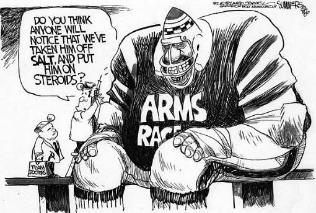 DO YOU THINK
ANYONE WILL
NOTICE THAT WE'VE
TAKEN HIM OFF
SALT, AND PUT
HIM ON
STEROIDS?
ARMS
RACE